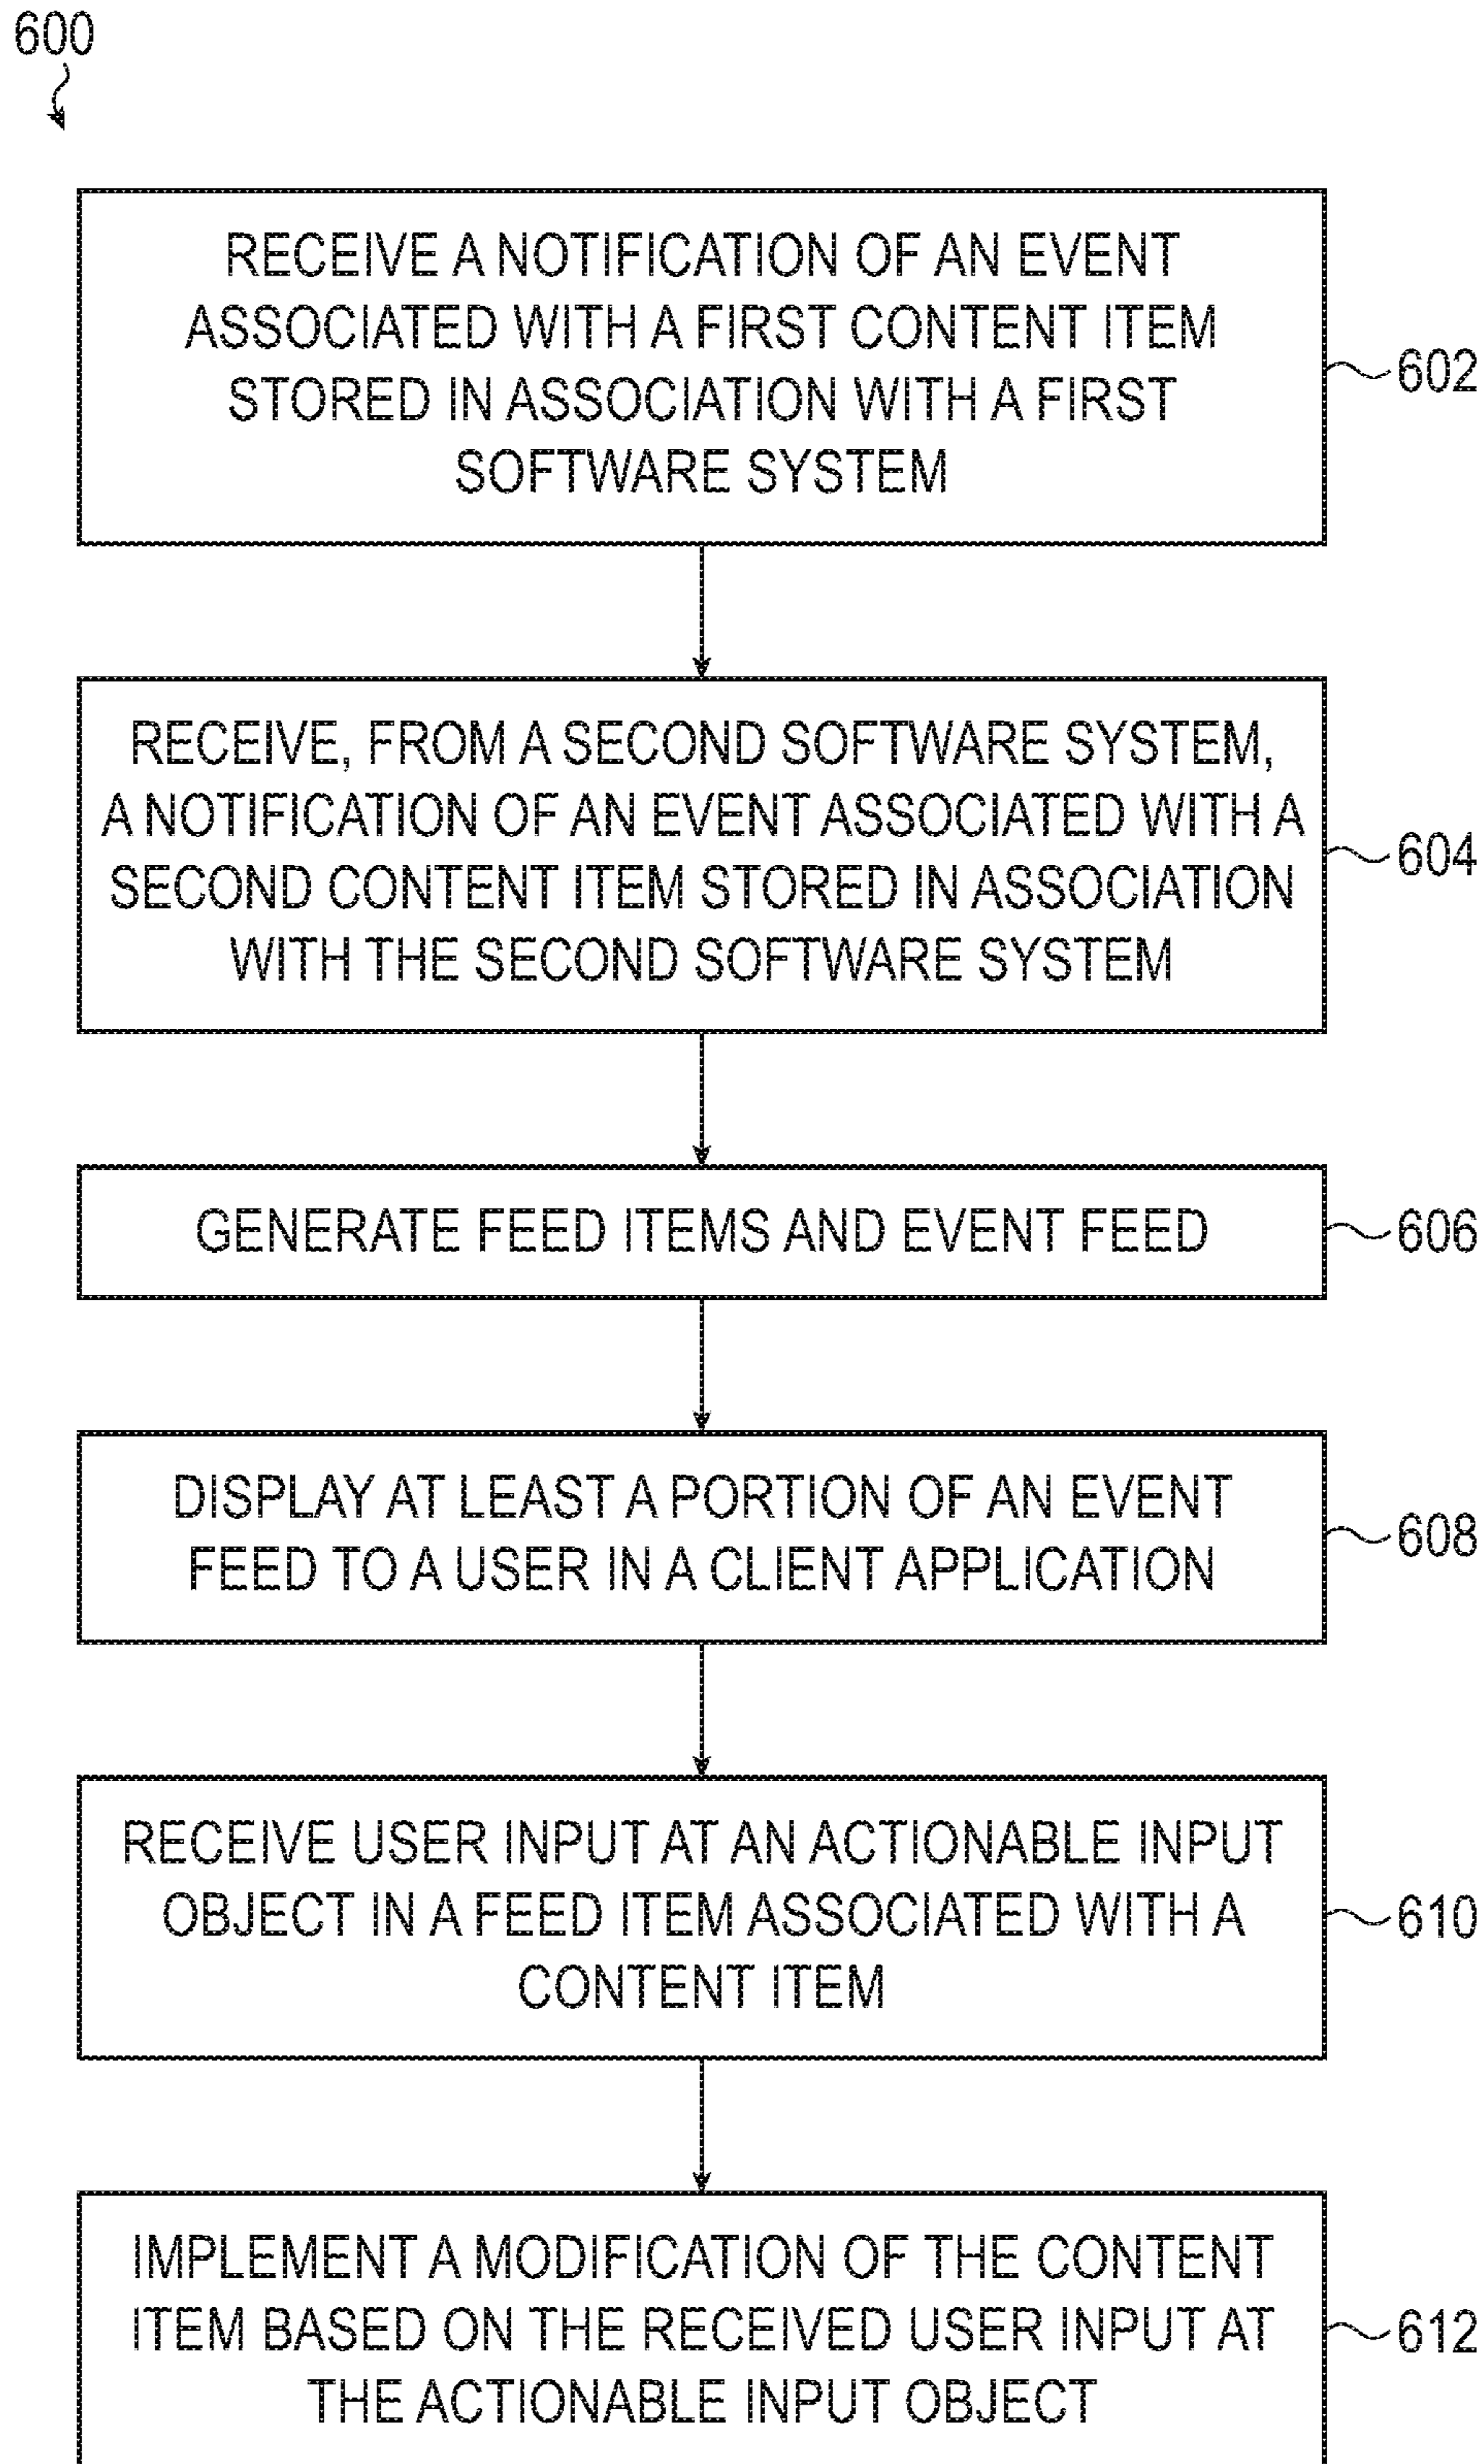 600
RECEIVE A NOTIFICATION OF AN EVENT
ASSOCIATED WITH A FIRST CONTENT ITEM
STORED IN ASSOCIATION WITH A FIRST
SOFTWARE SYSTEM
602
RECEIVE, FROM A SECOND SOFTWARE SYSTEM,
A NOTIFICATION OF AN EVENT ASSOCIATED WITH A
SECOND CONTENT ITEM STORED IN ASSOCIATION
WITH THE SECOND SOFTWARE SYSTEM
604
GENERATE FEED ITEMS AND EVENT FEED
606
DISPLAY AT LEAST A PORTION OF AN EVENT
FEED TO A USER IN A CLIENT APPLICATION
608
RECEIVE USER INPUT AT AN ACTIONABLE INPUT
OBJECT IN A FEED ITEM ASSOCIATED WITH A
CONTENT ITEM
610
IMPLEMENT A MODIFICATION OF THE CONTENT
ITEM BASED ON THE RECEIVED USER INPUT AT
THE ACTIONABLE INPUT OBJECT
612